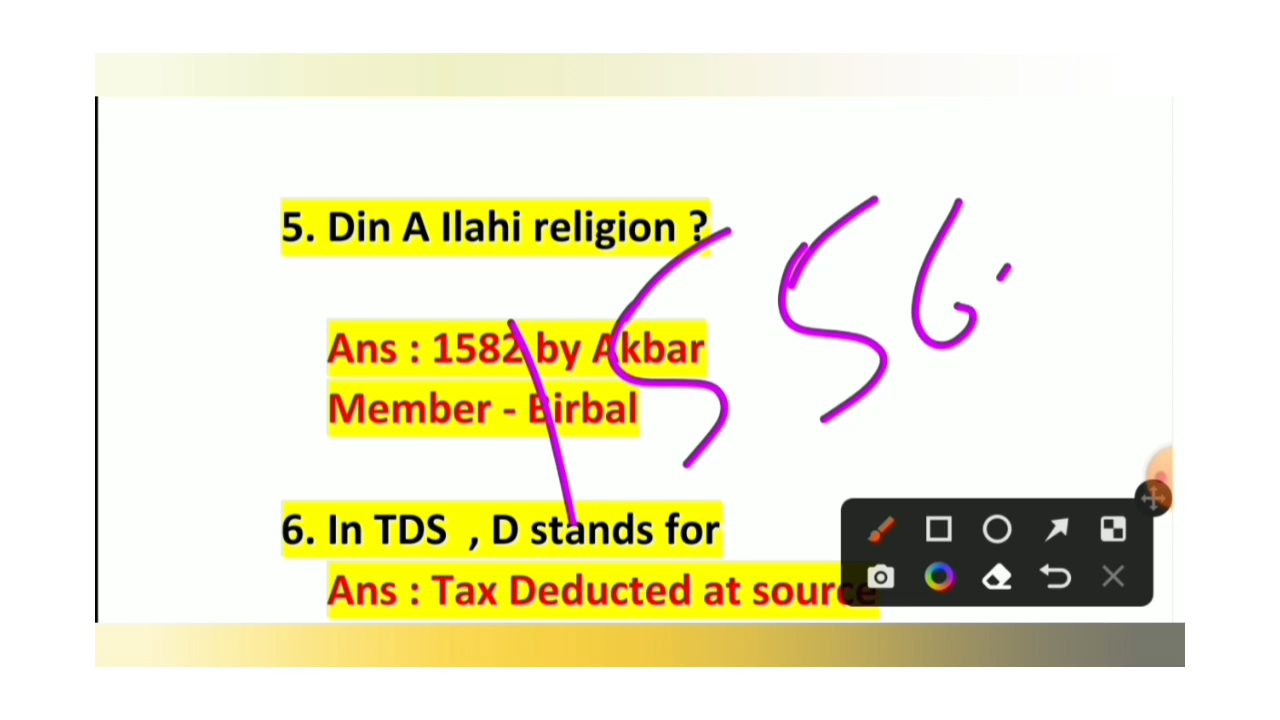 5. Din A Ilahi religion ?
Ans : 1582 by Akbar
Member - Birbal
1556
6. In TDS , D stands for
Ans : Tax Deducted at source